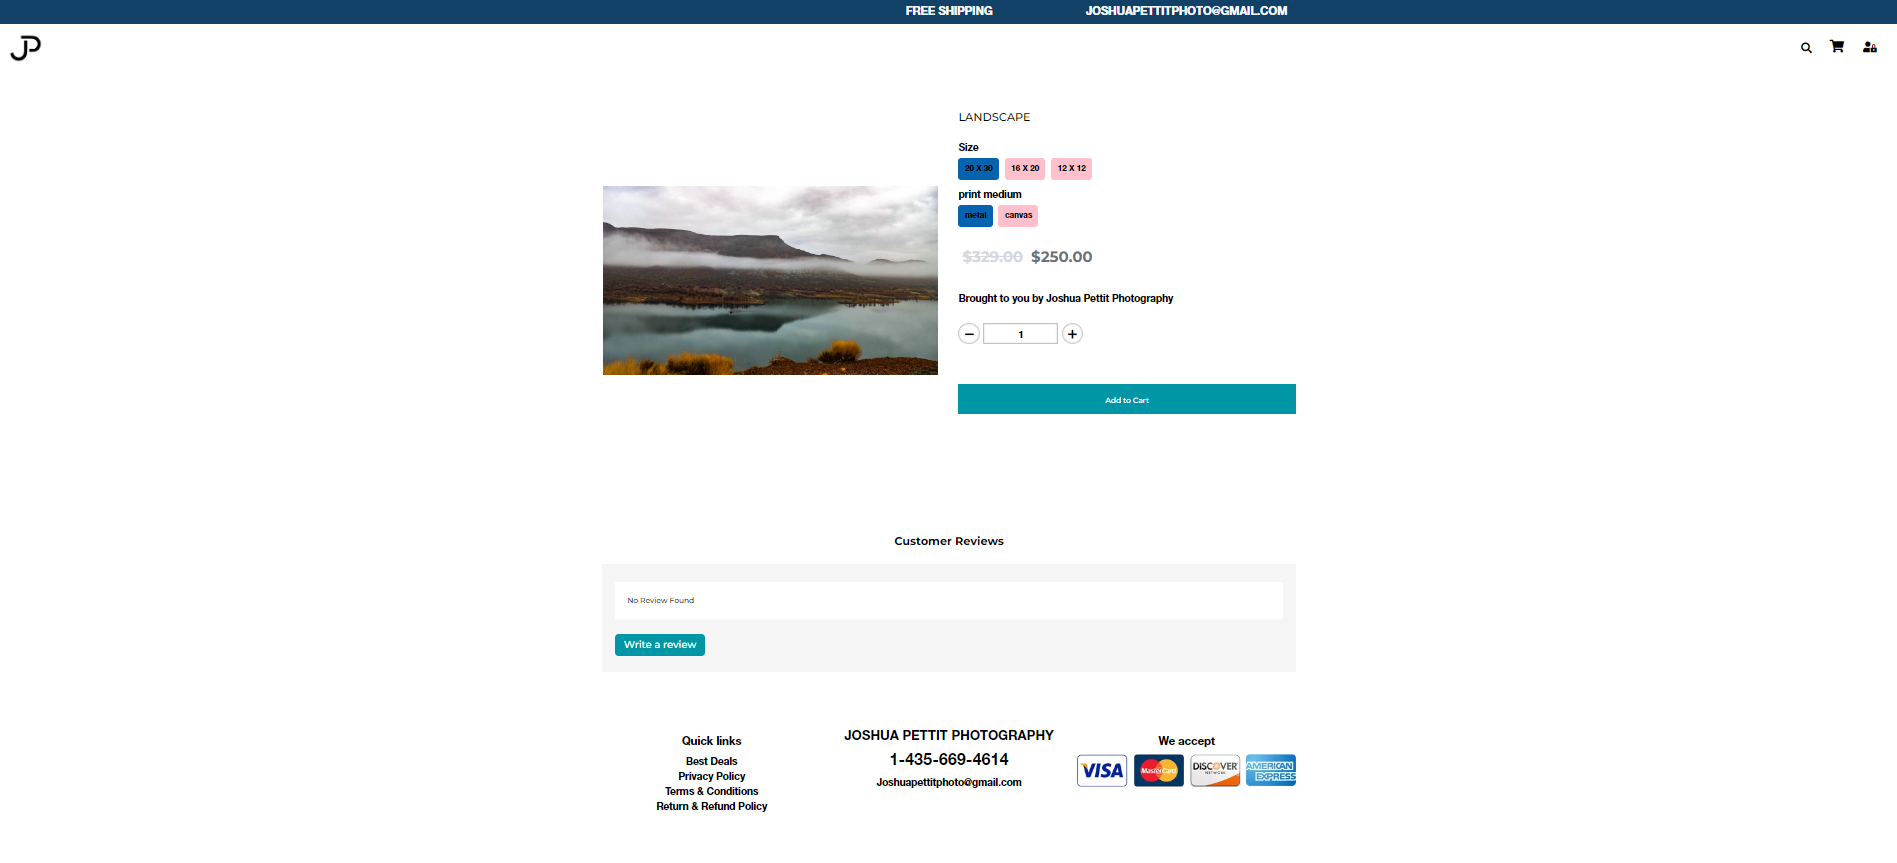 FREE SHIPPING JOSHUAPETTITPHOTO@GMAIL.COM
JP
LANDSCAPE
Size
20 X 30 16 X 20 12 X 12
print medium
metal canvas
$329.00 $250.00
Brought to you by Joshua Pettit Photography
1
Add to Cart
Customer Reviews
No Review Found
Write a review
Quick links
Best Deals
Privacy Policy
Terms & Conditions
Return & Refund Policy
JOSHUA PETTIT PHOTOGRAPHY
1-435-669-4614
Joshuapettitphoto@gmail.com
We accept
VISA MasterCard DISCOVER NETWORK AMERICAN EXPRESS